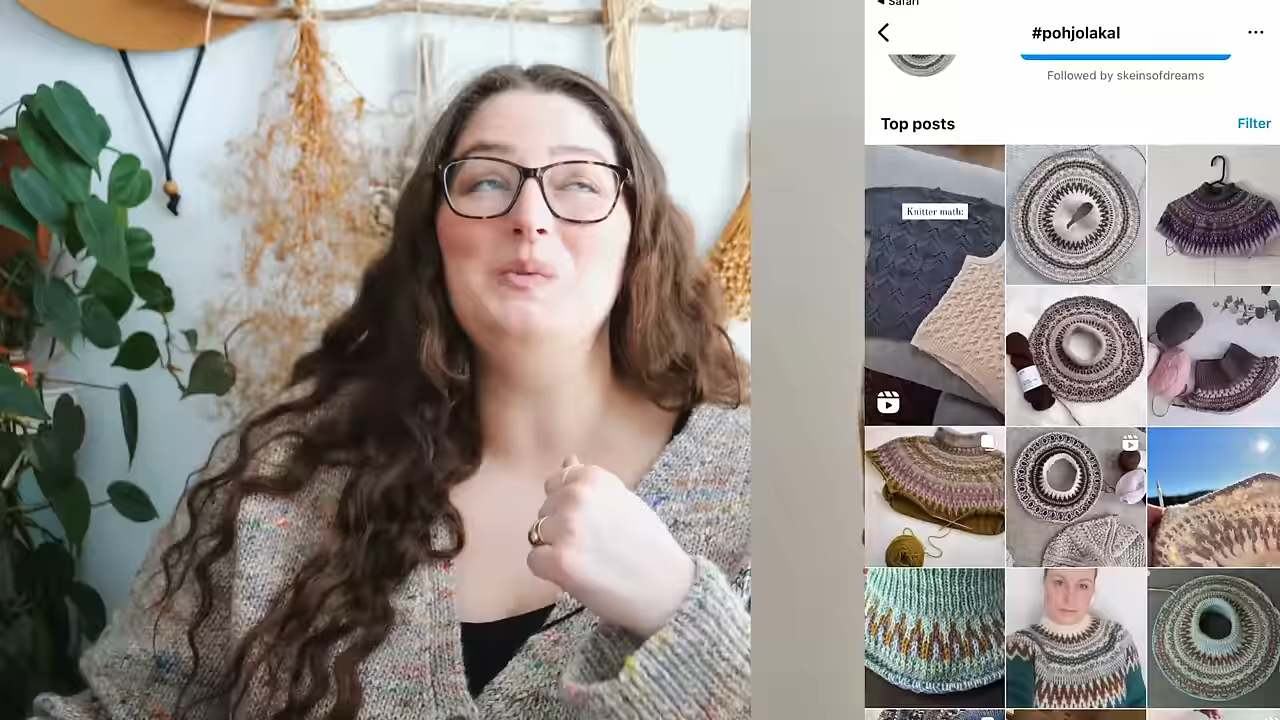 Safari
#pohjolakal
Followed by skeinsofdreams
Top posts
Filter
Knitter math: